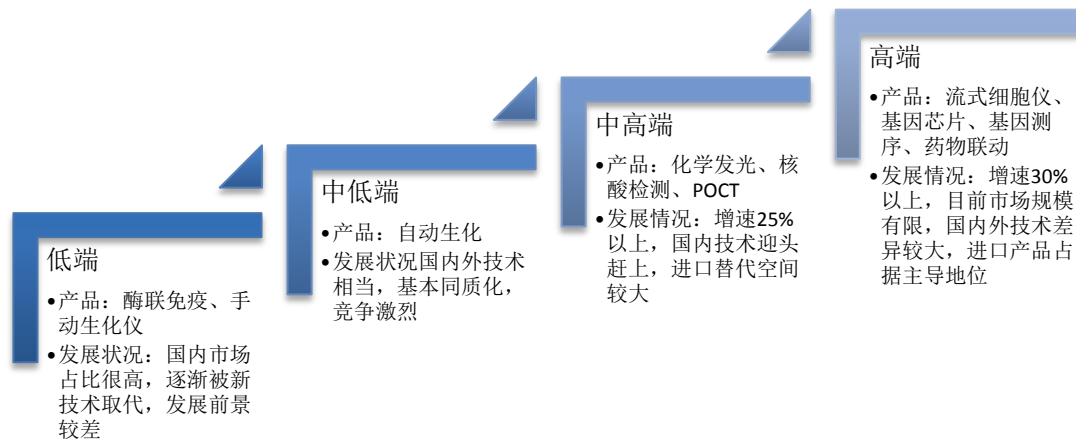 低端
•产品：酶联免疫、手
动生化仪
•发展状况：国内市场
占比很高，逐渐被新
技术取代，发展前景
较差
中低端
•产品：自动生化
•发展状况国内外技术
相当，基本同质化，
竞争激烈
中高端
•产品：化学发光、核
酸检测、POCT
•发展情况：增速25%
以上，国内技术迎头
赶上，进口替代空间
较大
高端
•产品：流式细胞仪、
基因芯片、基因测
序、药物联动
•发展情况：增速30%
以上，目前市场规模
有限，国内外技术差
异较大，进口产品占
据主导地位